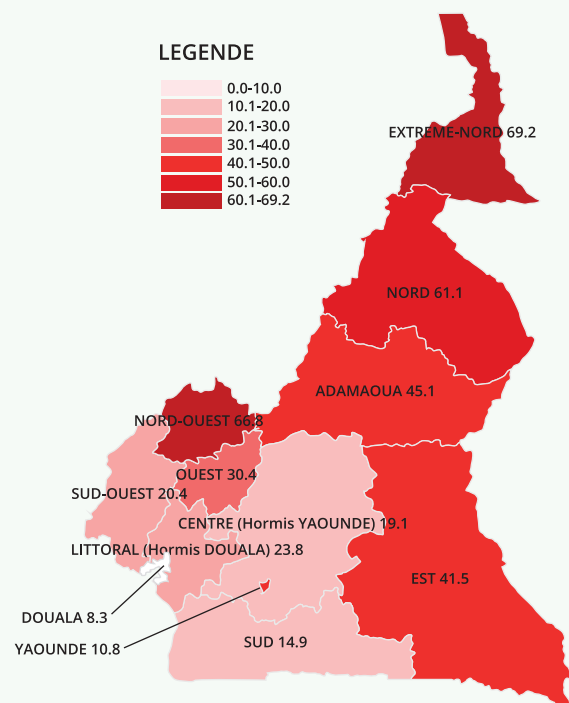 LEGENDE
0.0-10.0
10.1-20.0
20.1-30.0
30.1-40.0
40.1-50.0
50.1-60.0
60.1-69.2
EXTREME-NORD 69.2
NORD 61.1
ADAMAOUA 45.1
NORD-OUEST 66.8
OUEST 30.4
SUD-OUEST 20.4
CENTRE (Hormis YAOUNDE) 19.1
LITTORAL (Hormis DOUALA) 23.8
EST 41.5
DOUALA 8.3
YAOUNDE 10.8
SUD 14.9